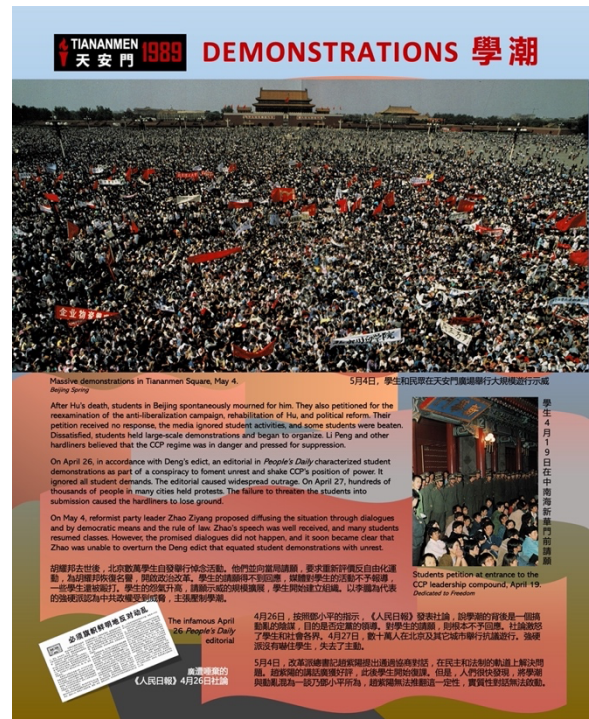 TIANANMEN
天安門
1989
DEMONSTRATIONS 學潮
Massive demonstrations in Tiananmen Square, May 4.
Beijing Spring
5月4日，學生和民眾在天安門廣場舉行大規模遊行示威
After Hu's death, students in Beijing spontaneously mourned for him. They also petitioned for the
reexamination of the anti-liberalization campaign, rehabilitation of Hu, and political reform. Their
petition received no response, the media ignored student activities, and some students were beaten.
Dissatisfied, students held large-scale demonstrations and began to organize. Li Peng and other
hardliners believed that the CCP regime was in danger and pressed for suppression.
On April 26, in accordance with Deng's edict, an editorial in People's Daily characterized student
demonstrations as part of a conspiracy to foment unrest and shake CCP's position of power. It
ignored all student demands. The editorial caused widespread outrage. On April 27, hundreds of
thousands of people in many cities held protests. The failure to threaten the students into
submission caused the hardliners to lose ground.
On May 4, reformist party leader Zhao Ziyang proposed diffusing the situation through dialogues
and by democratic means and the rule of law. Zhao's speech was well received, and many students
resumed classes. However, the promised dialogues did not happen, and it soon became clear that
Zhao was unable to overturn the Deng edict that equated student demonstrations with unrest.
學生4月19日在中南海新華門前請願
Students petition at entrance to the
CCP leadership compound, April 19.
Dedicated to Freedom
胡耀邦去世後，北京數萬學生自發舉行悼念活動。他們並向當局請願，要求重新評價反自由化運
動，為胡耀邦恢復名譽，開啟政治改革。學生的請願得不到回應，媒體對學生的活動不予報導，
一些學生還被毆打。學生的怨氣升高，請願示威的規模擴展，學生開始建立組織。以李鵬為代表
的強硬派認為中共政權受到威脅，主張壓制學潮。
必须旗帜鲜明地反对动乱
The infamous April
26 People's Daily
editorial
廣遭唾棄的
《人民日報》4月26日社論
4月26日，按照鄧小平的指示，《人民日報》發表社論，說學潮的背後是一個搞
動亂的陰謀，目的是否定黨的領導。對學生的請願，則根本不予回應。社論激怒
了學生和社會各界。4月27日，數十萬人在北京及其它城市舉行抗議遊行。強硬
派沒有嚇住學生，失去了主動。
5月4日，改革派總書記趙紫陽提出通過協商對話，在民主和法制的軌道上解決問
題。趙紫陽的講話廣獲好評，此後學生開始復課。但是，人們很快發現，將學潮
與動亂混為一談乃鄧小平所為，趙紫陽無法推翻這一定性，實質性對話無法啟動。